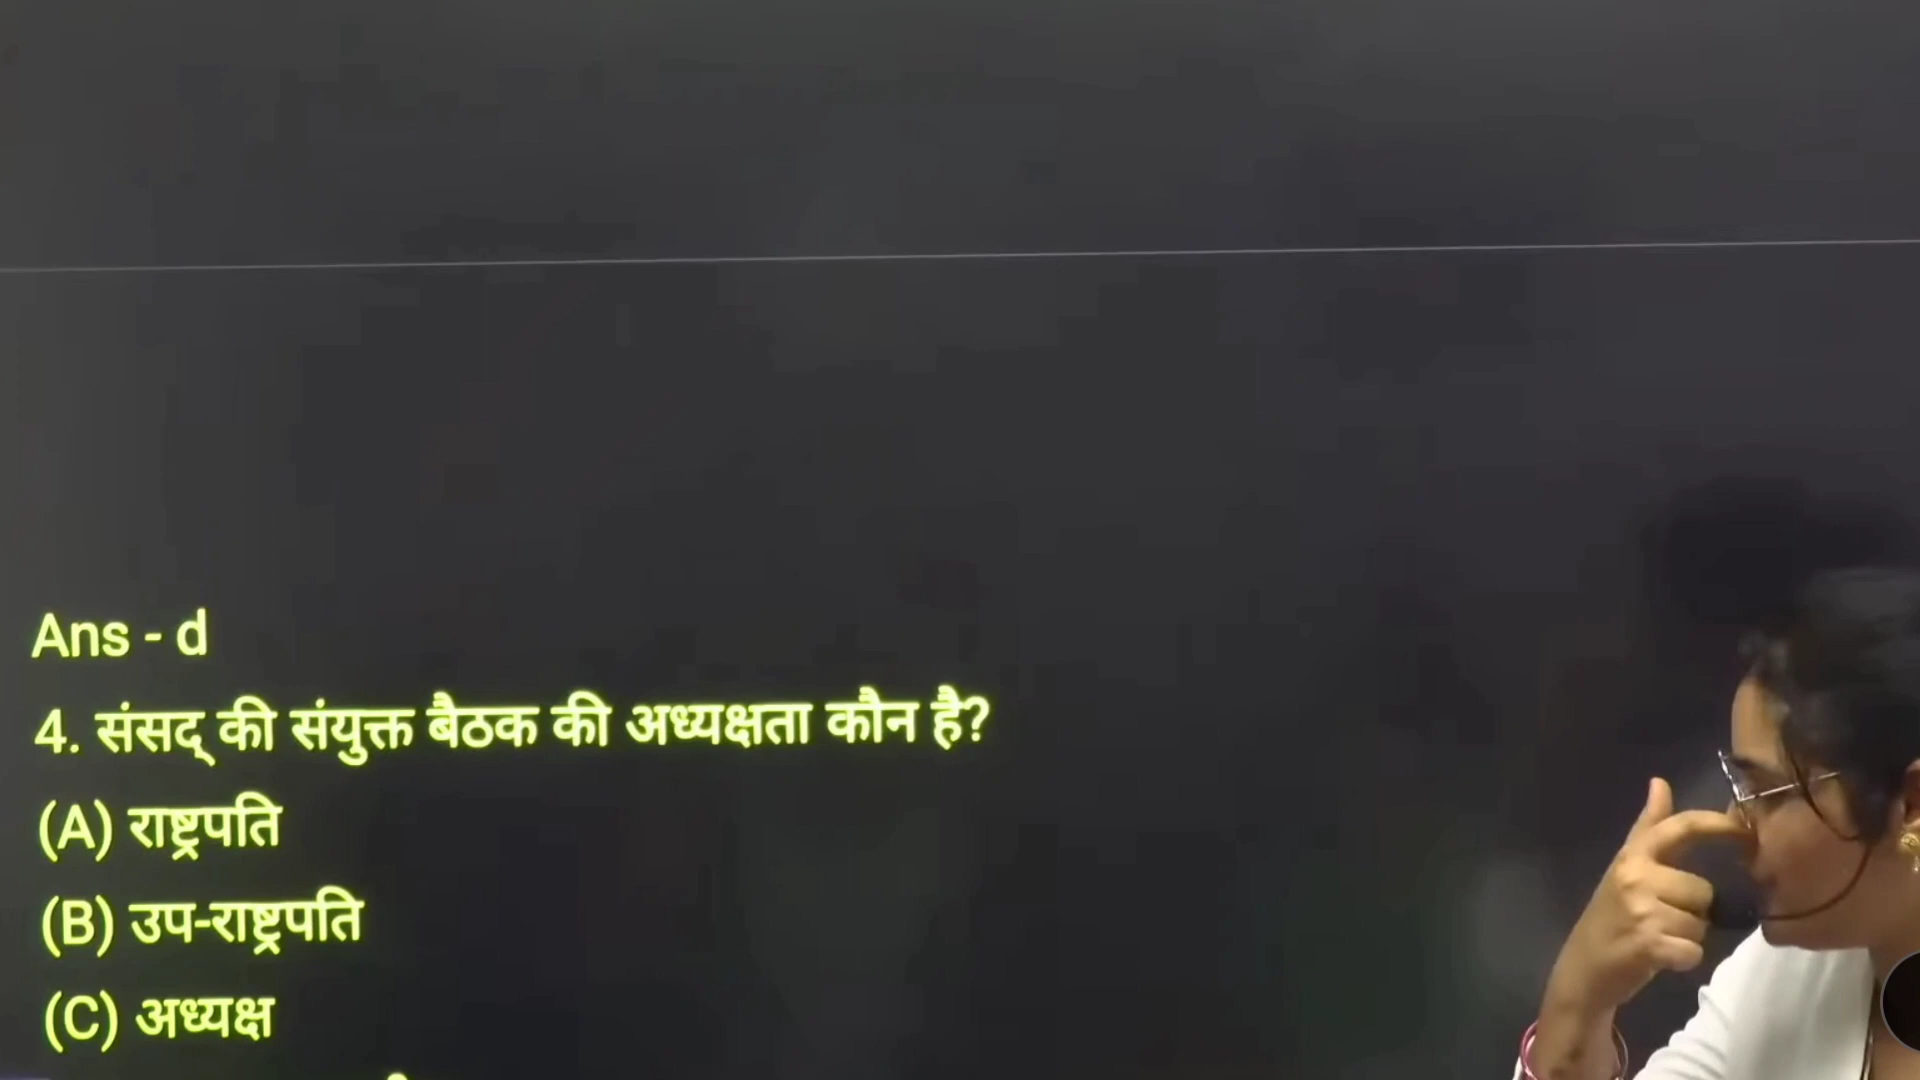 Ans - d
4. संसद् की संयुक्त बैठक की अध्यक्षता कौन है?
(A) राष्ट्रपति
(B) उप-राष्ट्रपति
(C) अध्यक्ष